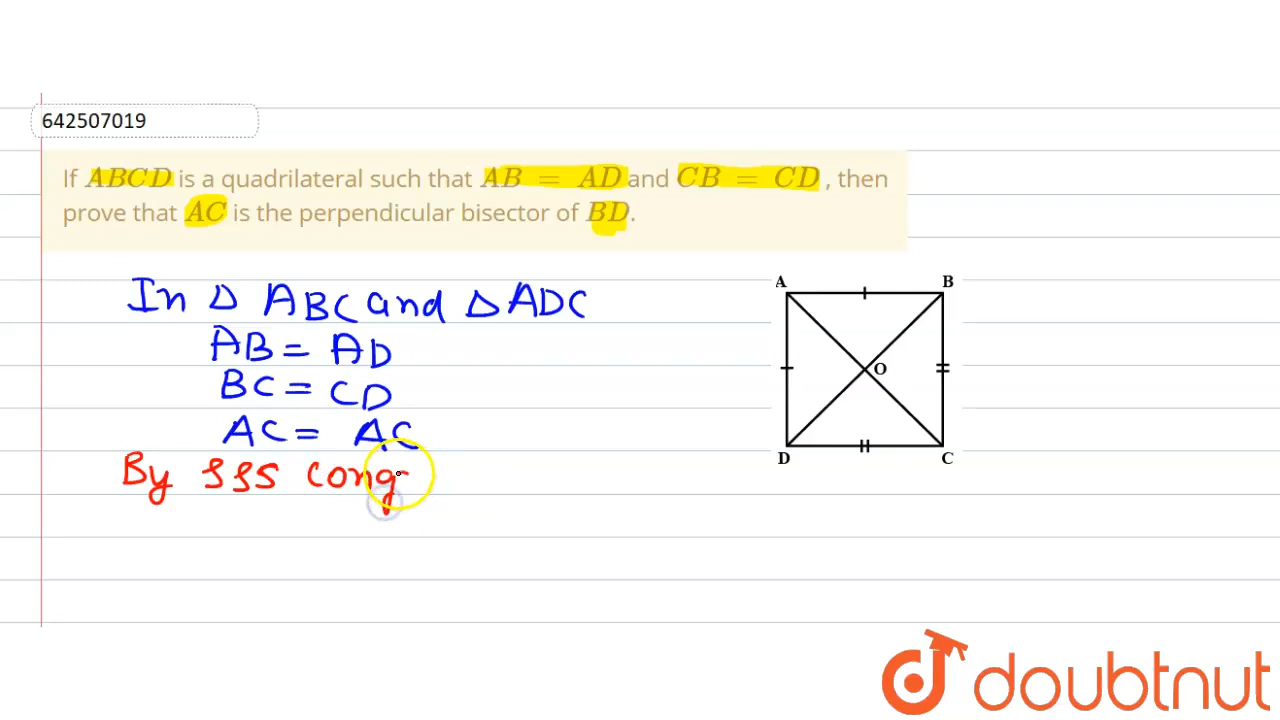 642507019
If ABCD is a quadrilateral such that AB = AD and CB = CD, then
prove that AC is the perpendicular bisector of BD.
In Δ ABC and Δ ADC
AB = AD
BC = CD
AC = AC
By SSS cong
A B
O
D C
doubtnut